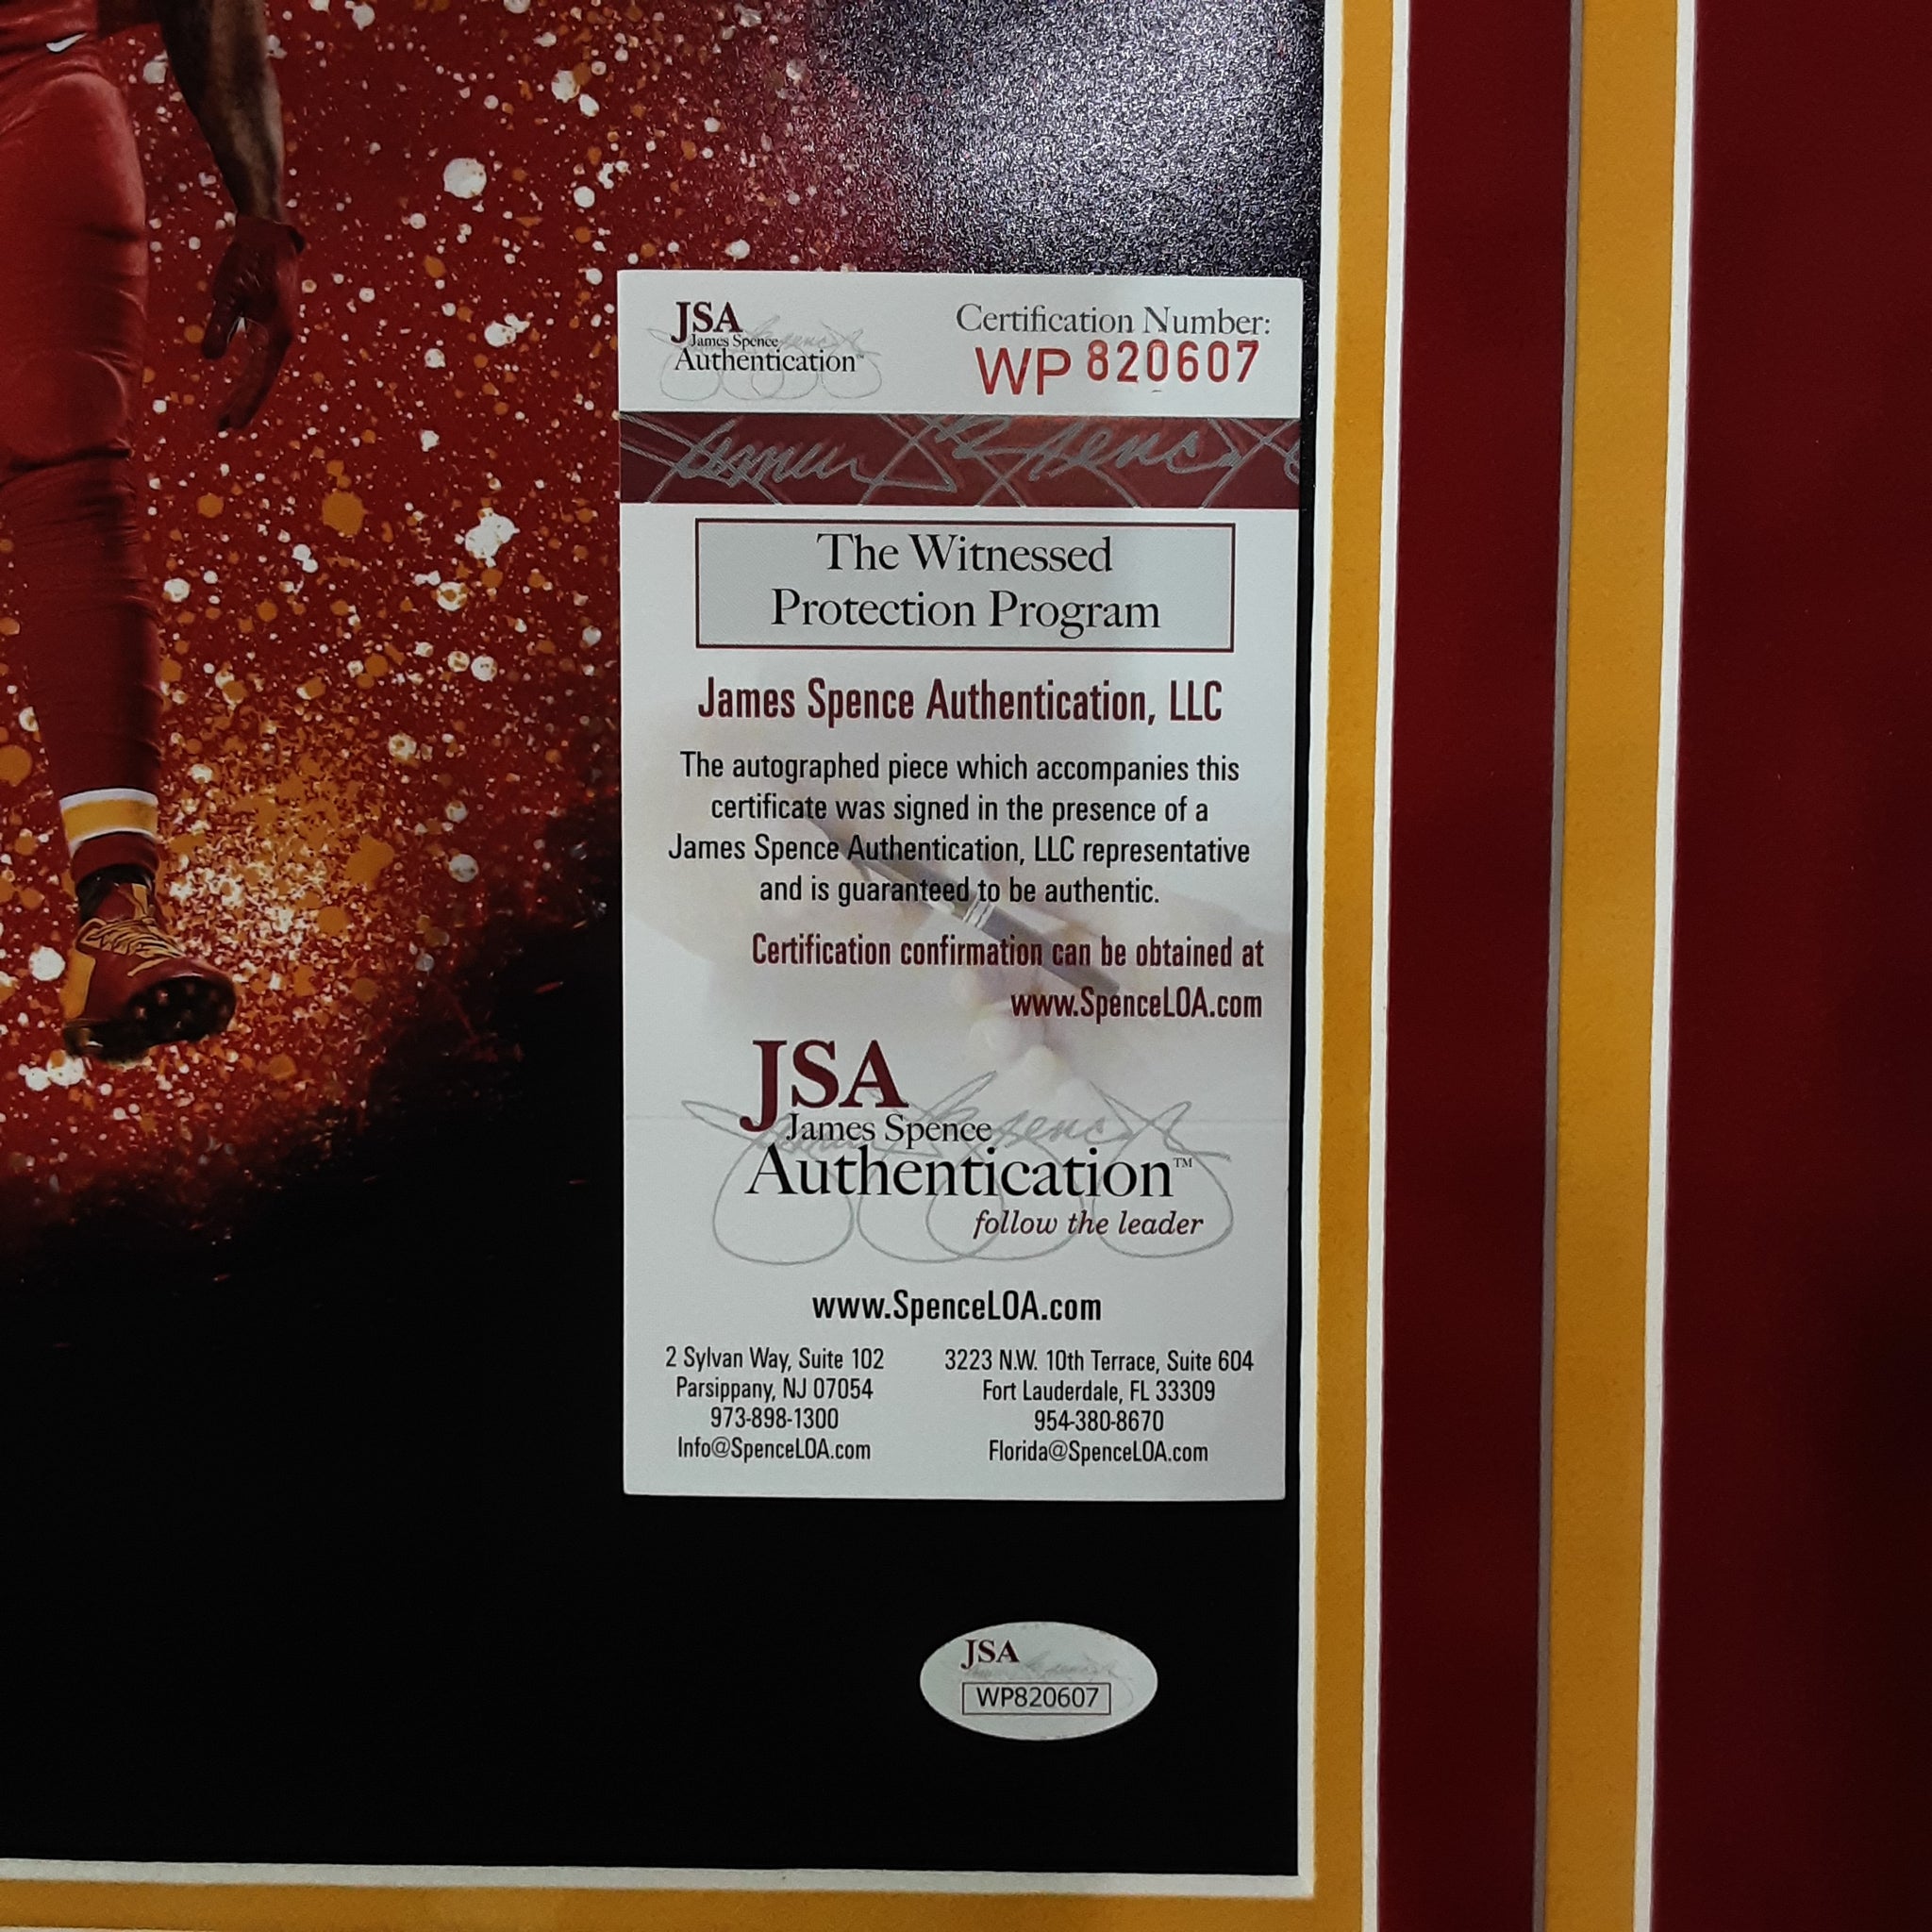 JSA
James Spence
Authentication™
Certification Number:
WP 820607
James Spence
The Witnessed
Protection Program
James Spence Authentication, LLC
The autographed piece which accompanies this
certificate was signed in the presence of a
James Spence Authentication, LLC representative
and is guaranteed to be authentic.
Certification confirmation can be obtained at
www.SpenceLOA.com
JSA
James Spence
Authentication™
follow the leader
www.SpenceLOA.com
2 Sylvan Way, Suite 102
Parsippany, NJ 07054
973-898-1300
Info@SpenceLOA.com
3223 N.W. 10th Terrace, Suite 604
Fort Lauderdale, FL 33309
954-380-8670
Florida@SpenceLOA.com
JSA
WP820607